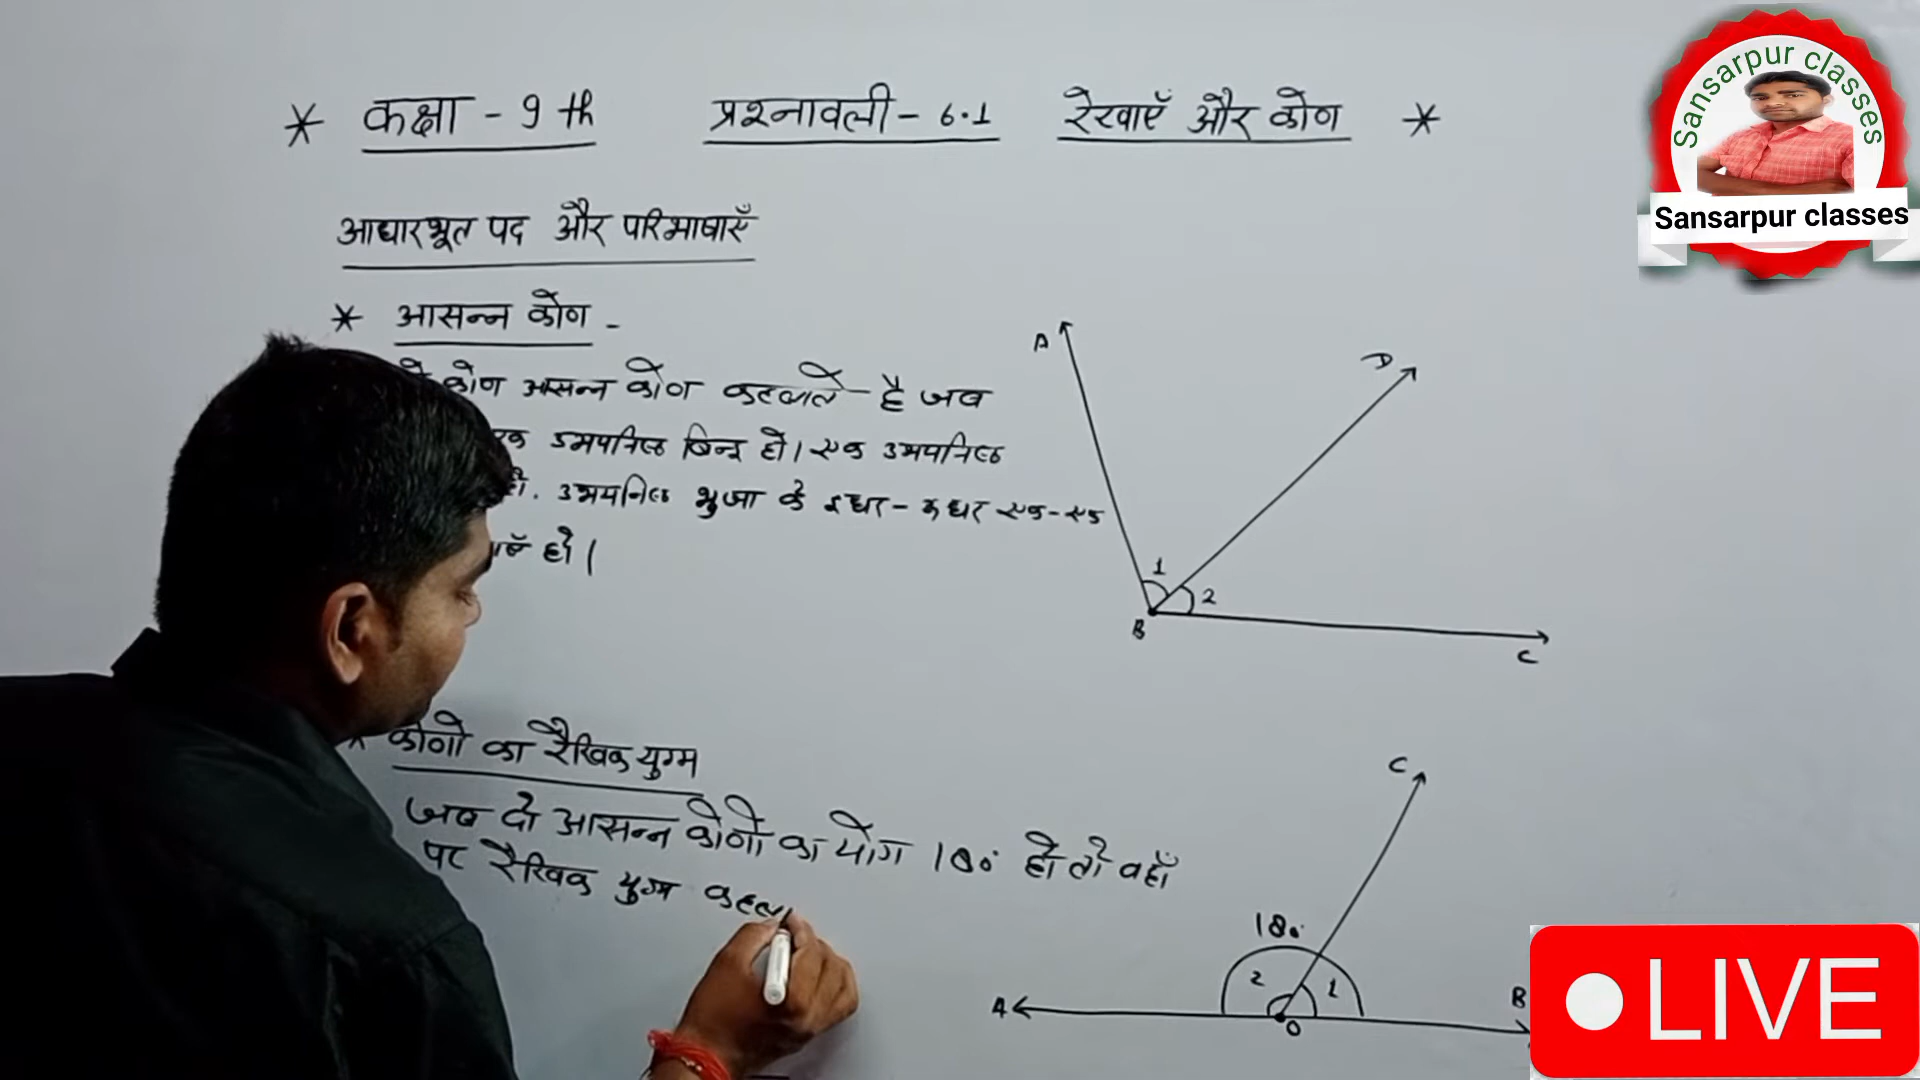 * कक्षा - 9 th प्रश्नावली - 6.1 रेखाएँ और कोण *
Sansarpur classes
Sansarpur classes
आधारभूत पद और परिभाषाएँ
* आसन्न कोण -
कोण आसन्न कोण कहलाते है जब
एक उभयनिष्ठ बिन्दु हो। एक उभयनिष्ठ
हो. उभयनिष्ठ भुजा के इधर - उधर एक-एक
हो।
A
D
1
2
B
C
* कोणो का रैखिक युग्म
जब दो आसन्न कोणो का योग 180° हो तो वहाँ
पर रैखिक युग्म कहला
C
180°
2
1
A
O
B
LIVE